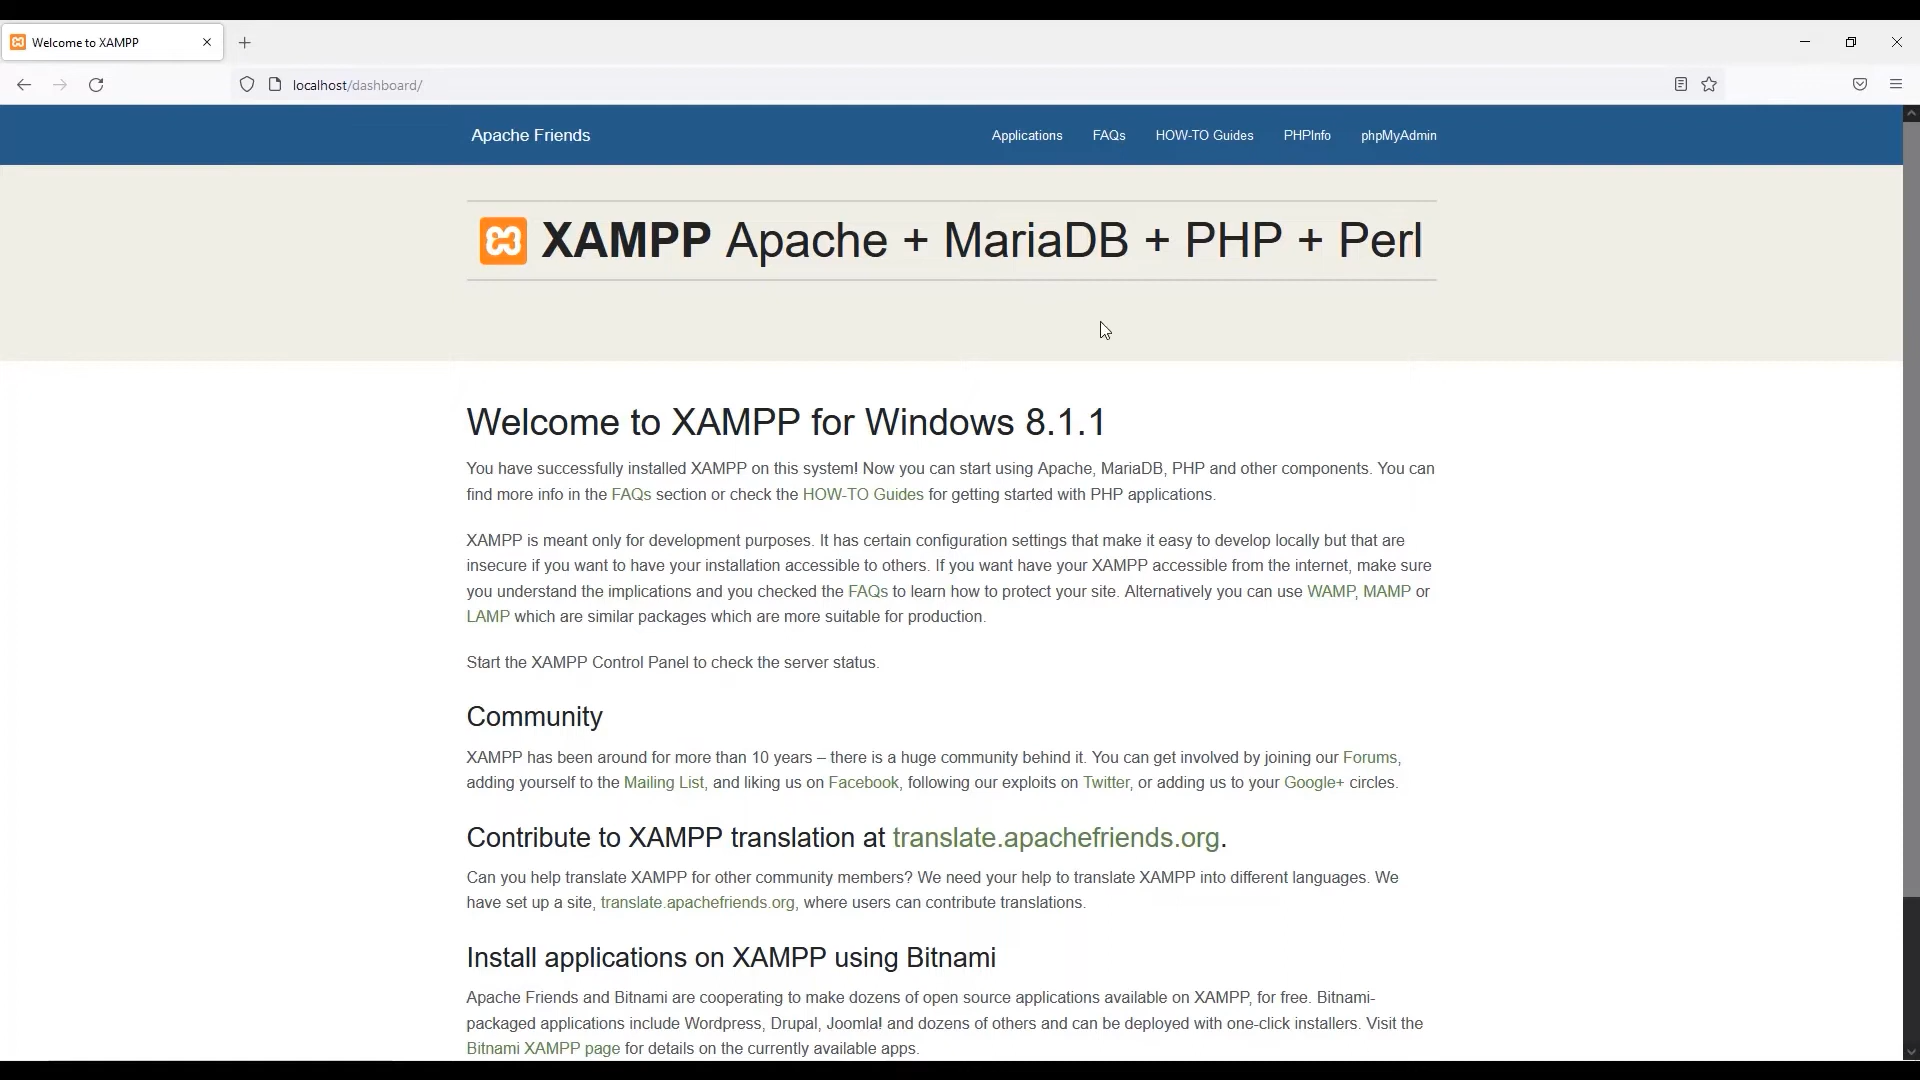 Welcome to XAMPP
localhost/dashboard/
Apache Friends
Applications FAQs HOW-TO Guides PHPInfo phpMyAdmin
XAMPP Apache + MariaDB + PHP + Perl
Welcome to XAMPP for Windows 8.1.1
You have successfully installed XAMPP on this system! Now you can start using Apache, MariaDB, PHP and other components. You can
find more info in the FAQs section or check the HOW-TO Guides for getting started with PHP applications.
XAMPP is meant only for development purposes. It has certain configuration settings that make it easy to develop locally but that are
insecure if you want to have your installation accessible to others. If you want have your XAMPP accessible from the internet, make sure
you understand the implications and you checked the FAQs to learn how to protect your site. Alternatively you can use WAMP, MAMP or
LAMP which are similar packages which are more suitable for production.
Start the XAMPP Control Panel to check the server status.
Community
XAMPP has been around for more than 10 years – there is a huge community behind it. You can get involved by joining our Forums,
adding yourself to the Mailing List, and liking us on Facebook, following our exploits on Twitter, or adding us to your Google+ circles.
Contribute to XAMPP translation at translate.apachefriends.org.
Can you help translate XAMPP for other community members? We need your help to translate XAMPP into different languages. We
have set up a site, translate.apachefriends.org, where users can contribute translations.
Install applications on XAMPP using Bitnami
Apache Friends and Bitnami are cooperating to make dozens of open source applications available on XAMPP, for free. Bitnami-
packaged applications include Wordpress, Drupal, Joomla! and dozens of others and can be deployed with one-click installers. Visit the
Bitnami XAMPP page for details on the currently available apps.